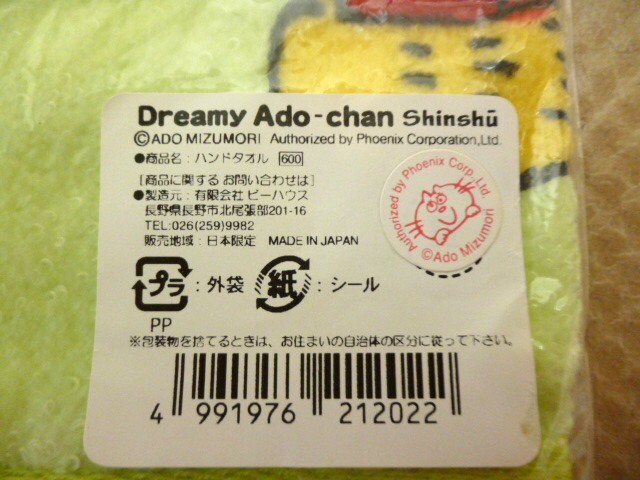 Dreamy Ado-chan Shinshū
©ADO MIZUMORI Authorized by Phoenix Corporation,Ltd.
●商品名：ハンドタオル 600
[商品に関する お問い合わせは]
●製造元：有限会社 ビーハウス
長野県長野市北尾張部201-16
TEL:026(259)9982
販売地域：日本限定 MADE IN JAPAN
Authorized by Phoenix Corp.,Ltd.
©Ado Mizumori
プラ：外袋 紙：シール
PP
※包装物を捨てるときは、お住まいの自治体の区分に従って下さい。
4 991976 212022